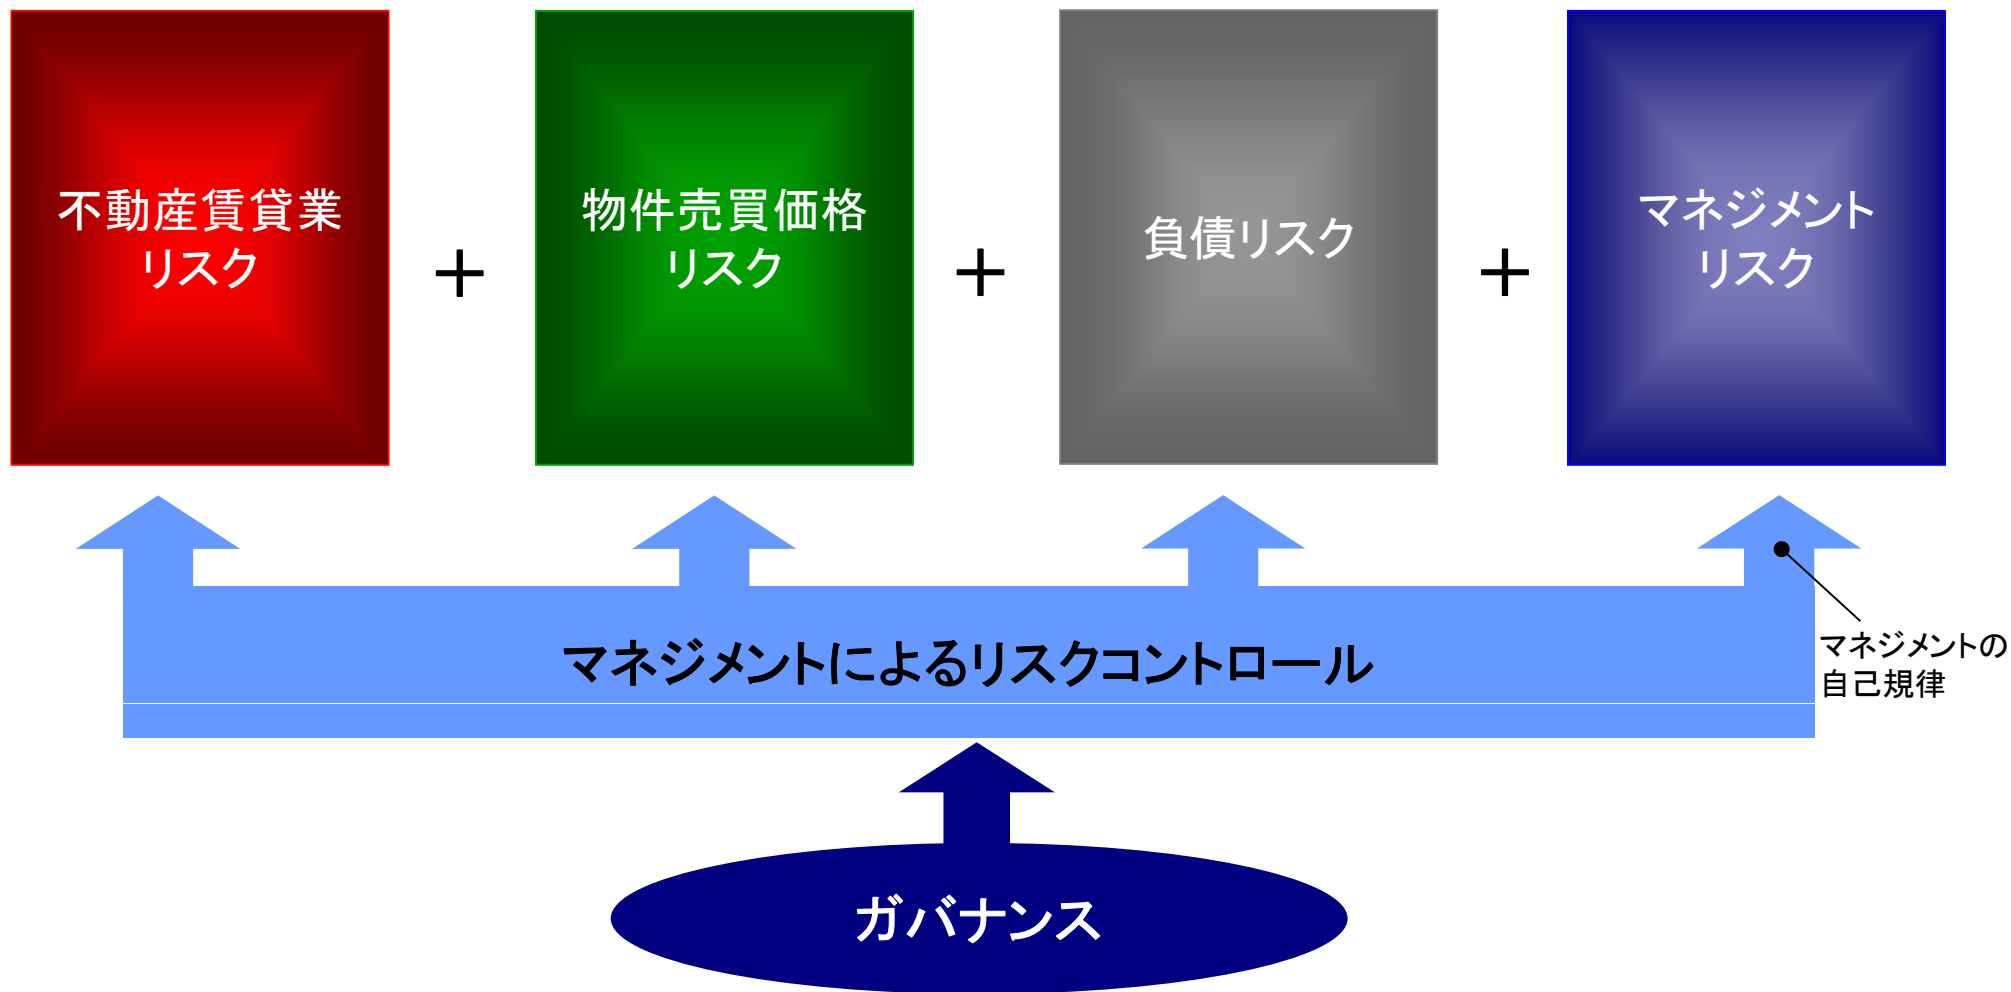 不動産賃貸業
リスク
＋
物件売買価格
リスク
＋
負債リスク
＋
マネジメント
リスク
マネジメントによるリスクコントロール
マネジメントの
自己規律
ガバナンス